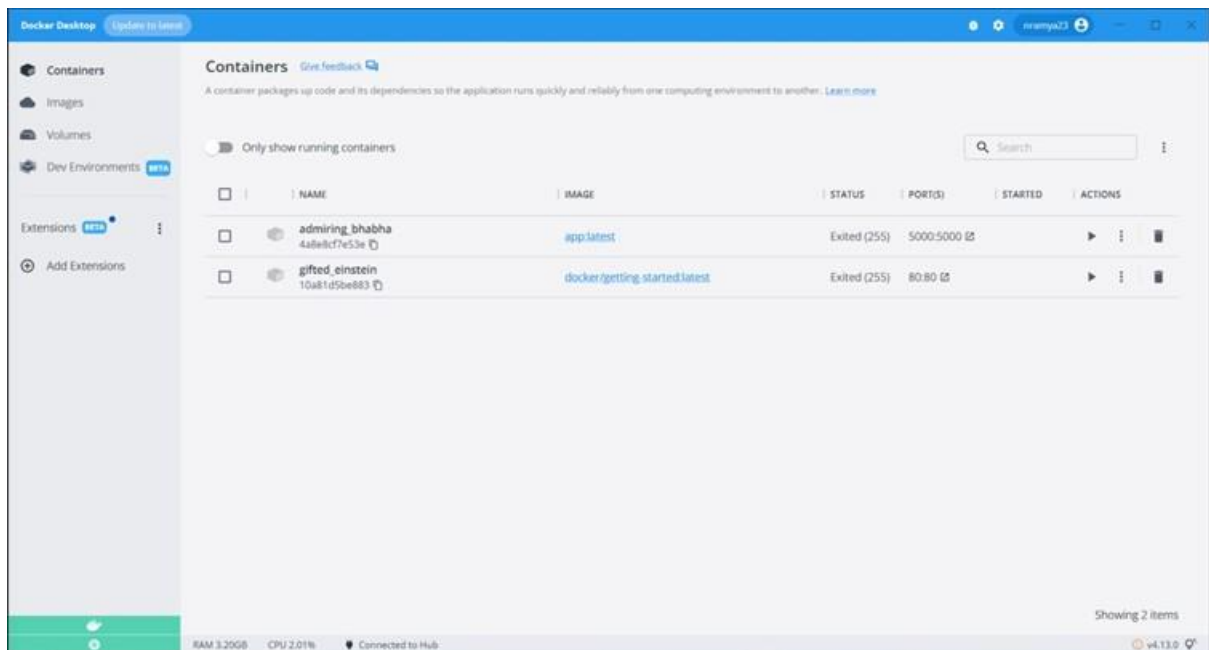 Docker Desktop Update to latest nramya23
Containers
Images
Volumes
Dev Environments BETA
Extensions BETA
Add Extensions
Containers Give feedback
A container packages up code and its dependencies so the application runs quickly and reliably from one computing environment to another. Learn more
Only show running containers Search
NAME IMAGE STATUS PORT(S) STARTED ACTIONS
admiring_bhabha app:latest Exited (255) 5000:5000
4a8e8cf7e53e
gifted_einstein docker/getting-started:latest Exited (255) 80:80
10a81d5be883
Showing 2 items
RAM 3.20GB CPU 2.01% Connected to Hub v4.13.0